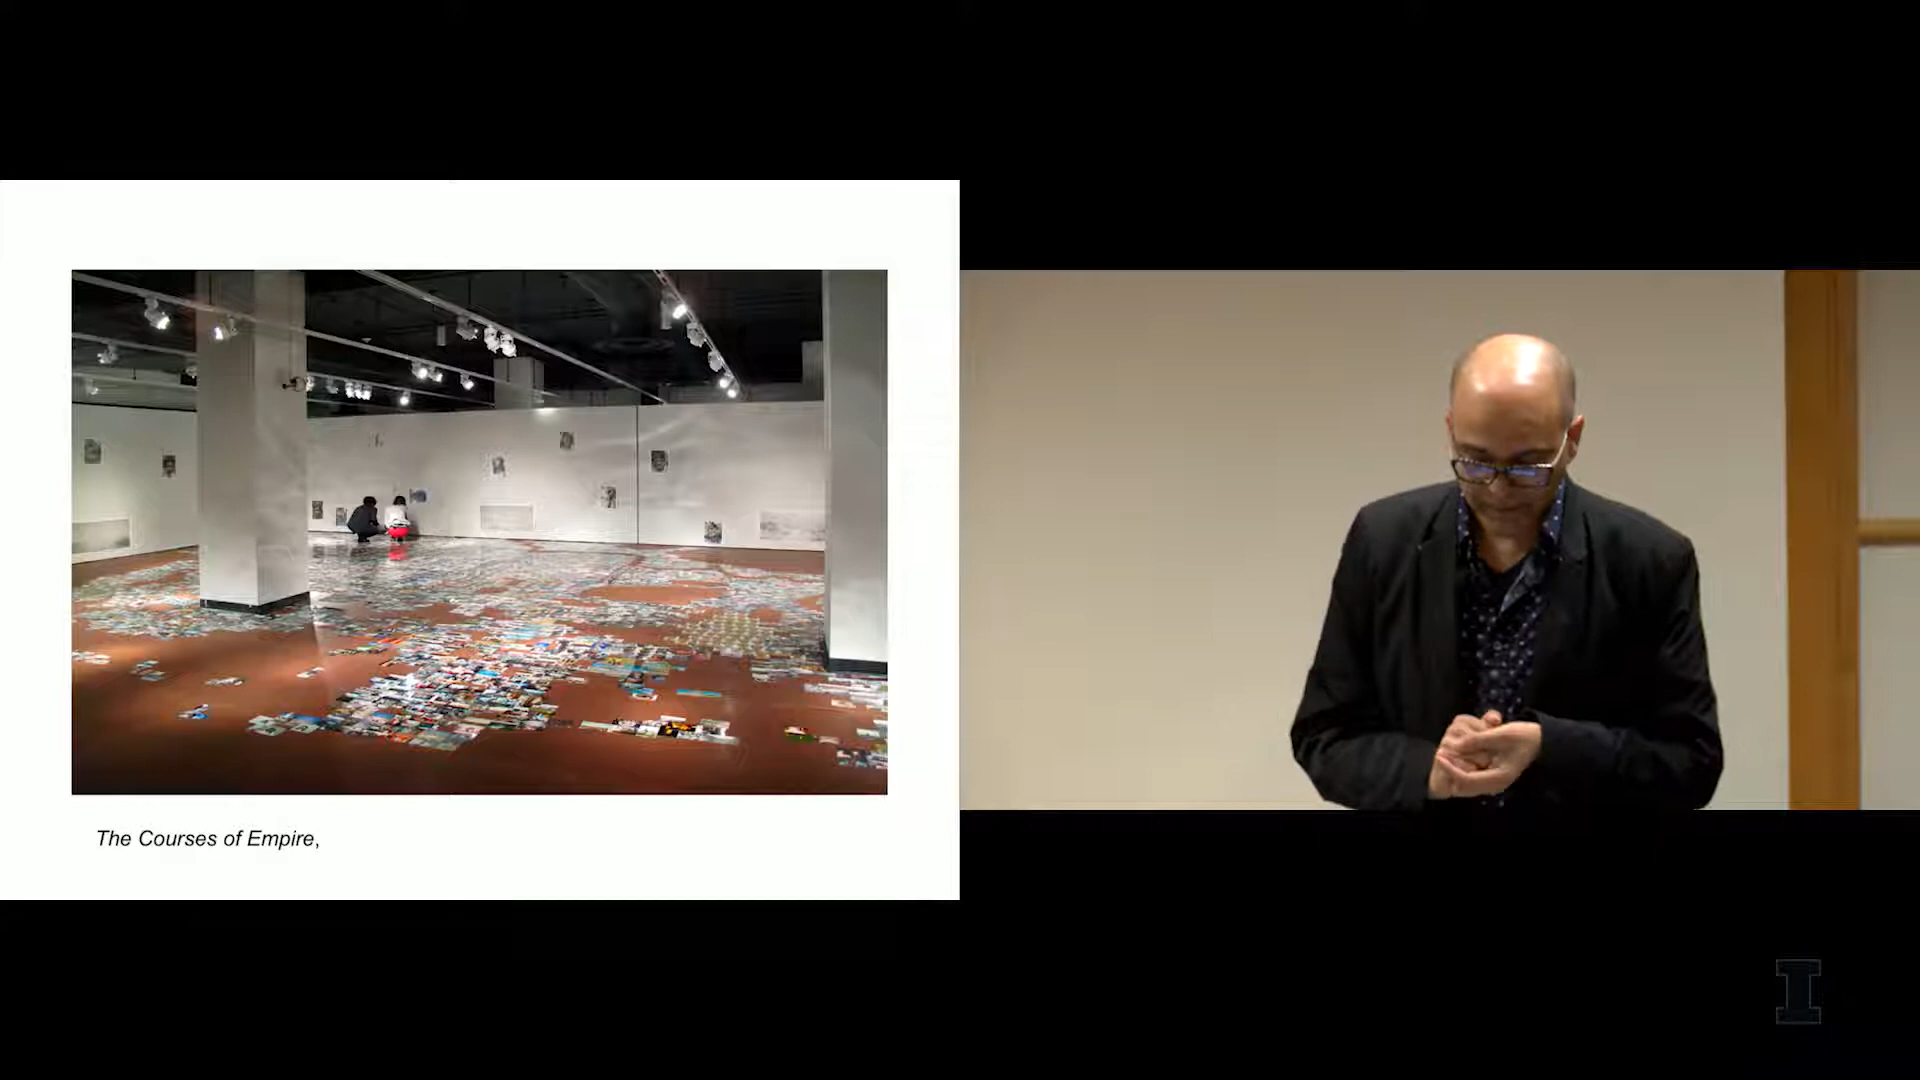 The Courses of Empire,
I